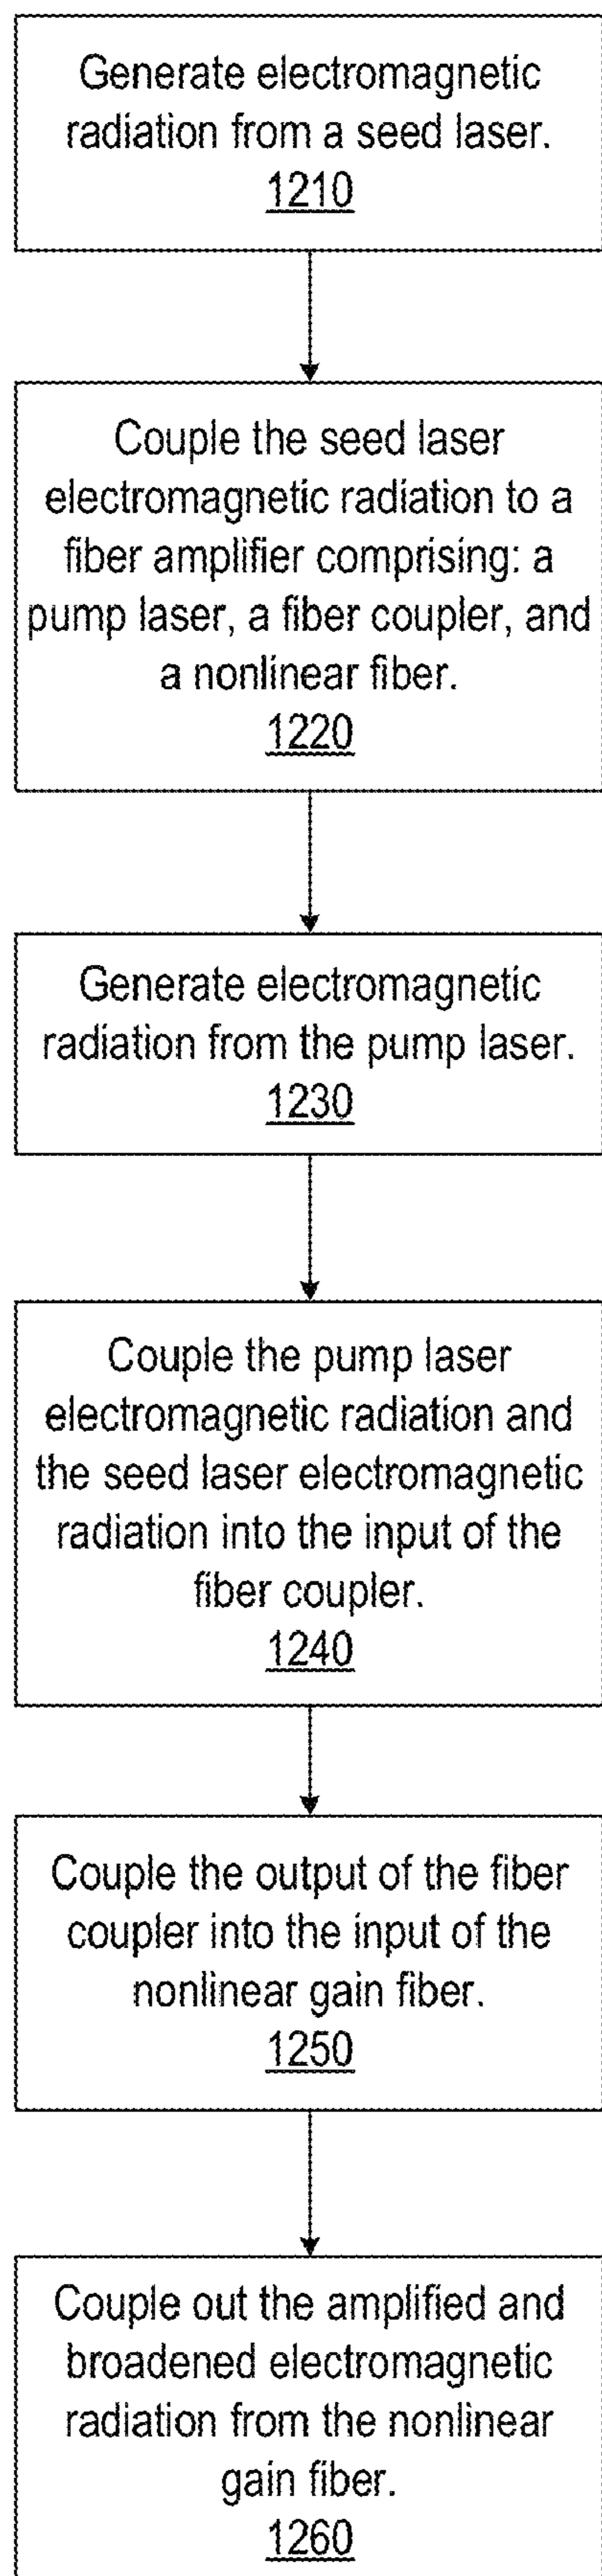 Generate electromagnetic
radiation from a seed laser.
1210
Couple the seed laser
electromagnetic radiation to a
fiber amplifier comprising: a
pump laser, a fiber coupler, and
a nonlinear fiber.
1220
Generate electromagnetic
radiation from the pump laser.
1230
Couple the pump laser
electromagnetic radiation and
the seed laser electromagnetic
radiation into the input of the
fiber coupler.
1240
Couple the output of the fiber
coupler into the input of the
nonlinear gain fiber.
1250
Couple out the amplified and
broadened electromagnetic
radiation from the nonlinear
gain fiber.
1260